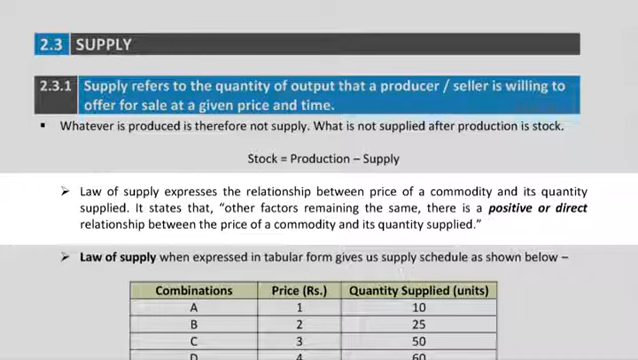 2.3 SUPPLY
2.3.1 Supply refers to the quantity of output that a producer / seller is willing to
offer for sale at a given price and time.
▪ Whatever is produced is therefore not supply. What is not supplied after production is stock.
Stock = Production – Supply
➢ Law of supply expresses the relationship between price of a commodity and its quantity
supplied. It states that, “other factors remaining the same, there is a positive or direct
relationship between the price of a commodity and its quantity supplied.”
➢ Law of supply when expressed in tabular form gives us supply schedule as shown below –
Combinations Price (Rs.) Quantity Supplied (units)
A 1 10
B 2 25
C 3 50
D 4 60